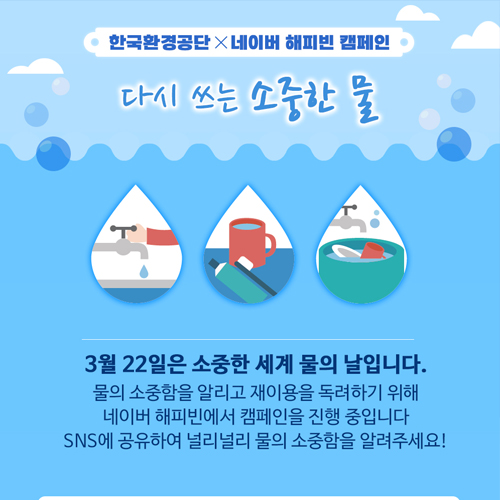 한국환경공단×네이버 해피빈 캠페인
다시 쓰는 소중한 물
3월 22일은 소중한 세계 물의 날입니다.
물의 소중함을 알리고 재이용을 독려하기 위해
네이버 해피빈에서 캠페인을 진행 중입니다
SNS에 공유하여 널리널리 물의 소중함을 알려주세요!